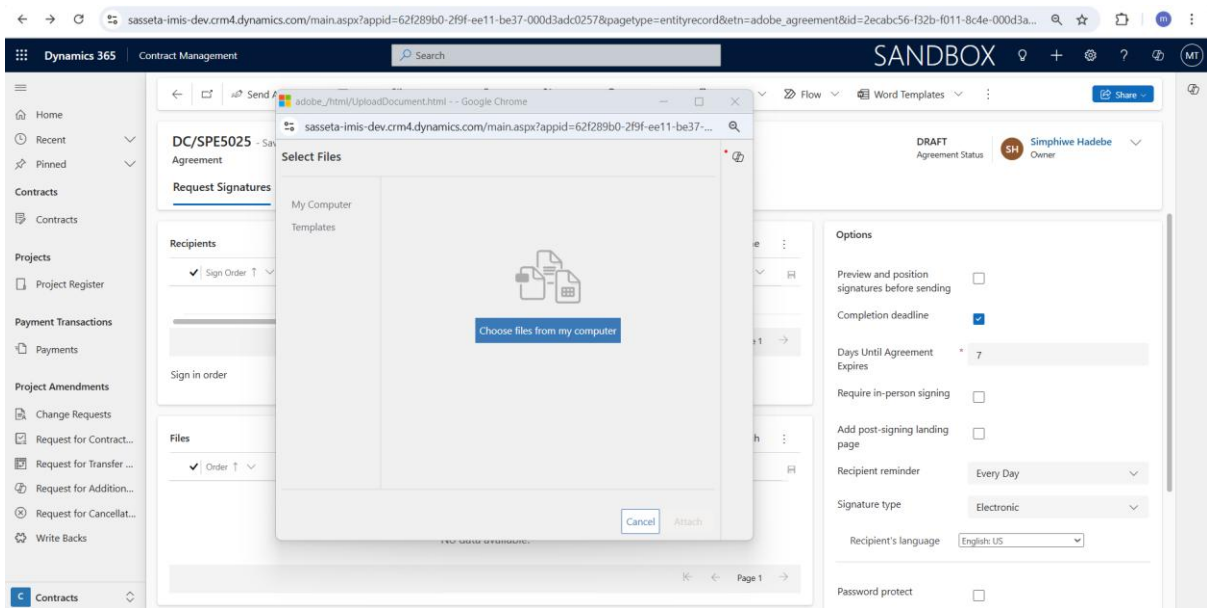 sasseta-imis-dev.crm4.dynamics.com/main.aspx?appid=62f289b0-2f9f-ee11-be37-000d3adc0257&pagetype=entityrecord&etn=adobe_agreement&id=2ecabc56-f32b-f011-8c4e-000d3a...
m
Dynamics 365 Contract Management
Search
SANDBOX
MT
Home
Recent
Pinned
Contracts
Contracts
Projects
Project Register
Payment Transactions
Payments
Project Amendments
Change Requests
Request for Contract...
Request for Transfer ...
Request for Addition...
Request for Cancellat...
Write Backs
C Contracts
Send
Flow
Word Templates
Share
DC/SPE5025
Agreement
Request Signatures
DRAFT
Agreement Status
SH
Simphiwe Hadebe
Owner
Recipients
Sign Order
Sign in order
Files
Order
No data available.
Page 1
adobe_/html/UploadDocument.html - - Google Chrome
sasseta-imis-dev.crm4.dynamics.com/main.aspx?appid=62f289b0-2f9f-ee11-be37-...
Select Files
My Computer
Templates
Choose files from my computer
Cancel
Attach
Options
Preview and position
signatures before sending
Completion deadline
Days Until Agreement * 7
Expires
Require in-person signing
Add post-signing landing
page
Recipient reminder Every Day
Signature type Electronic
Recipient's language English: US
Password protect